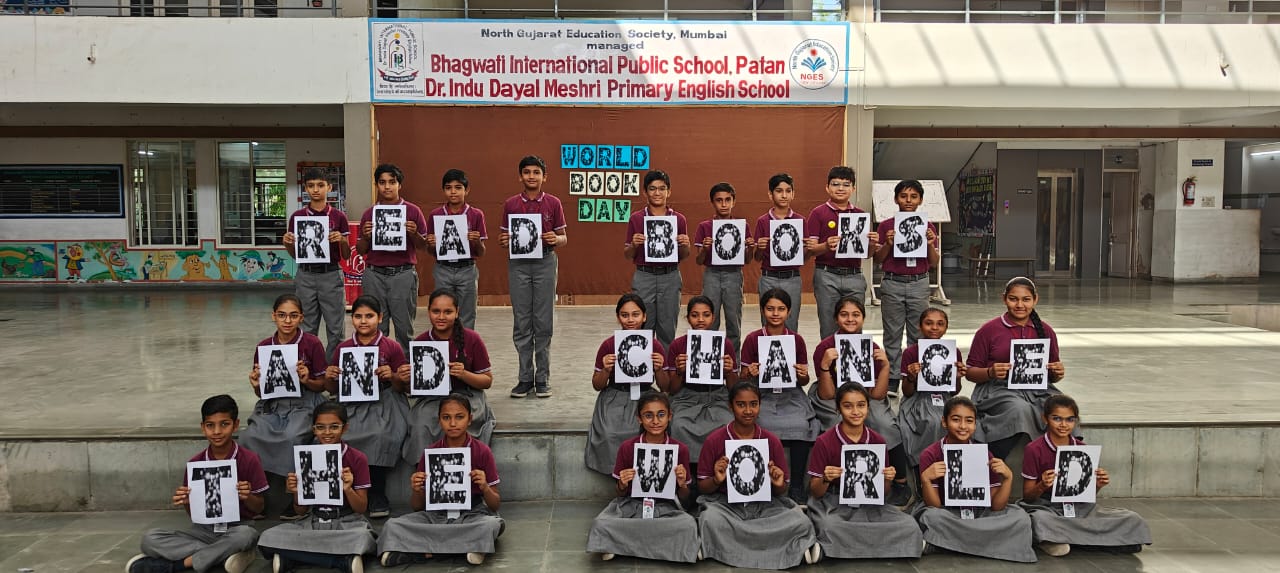 North Gujarat Education Society, Mumbai
managed
Bhagwati International Public School, Patan
Dr. Indu Dayal Meshri Primary English School
NGES
WORLD
BOOK
DAY
READ BOOKS
AND CHANGE
THE WORLD